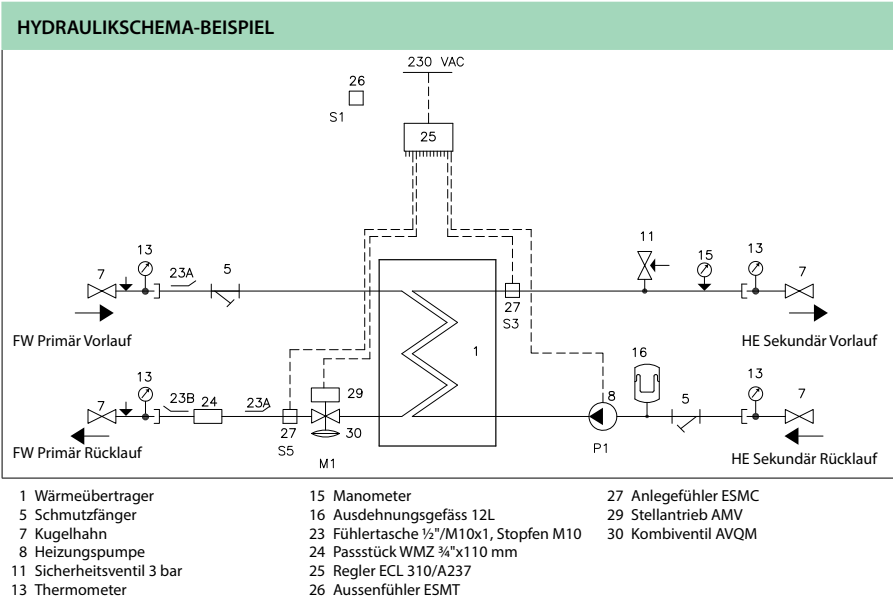 HYDRAULIKSCHEMA-BEISPIEL
230 VAC
26
S1
25
13
7
23A
5
11
15
13
7
27
S3
FW Primär Vorlauf
HE Sekundär Vorlauf
1
13
7
23B
24
23A
27
S5
29
30
M1
16
8
P1
5
13
7
FW Primär Rücklauf
HE Sekundär Rücklauf
1 Wärmeübertrager
5 Schmutzfänger
7 Kugelhahn
8 Heizungspumpe
11 Sicherheitsventil 3 bar
13 Thermometer
15 Manometer
16 Ausdehnungsgefäss 12L
23 Fühlertasche ½"/M10x1, Stopfen M10
24 Passstück WMZ ¾"x110 mm
25 Regler ECL 310/A237
26 Aussenfühler ESMT
27 Anlegefühler ESMC
29 Stellantrieb AMV
30 Kombiventil AVQM